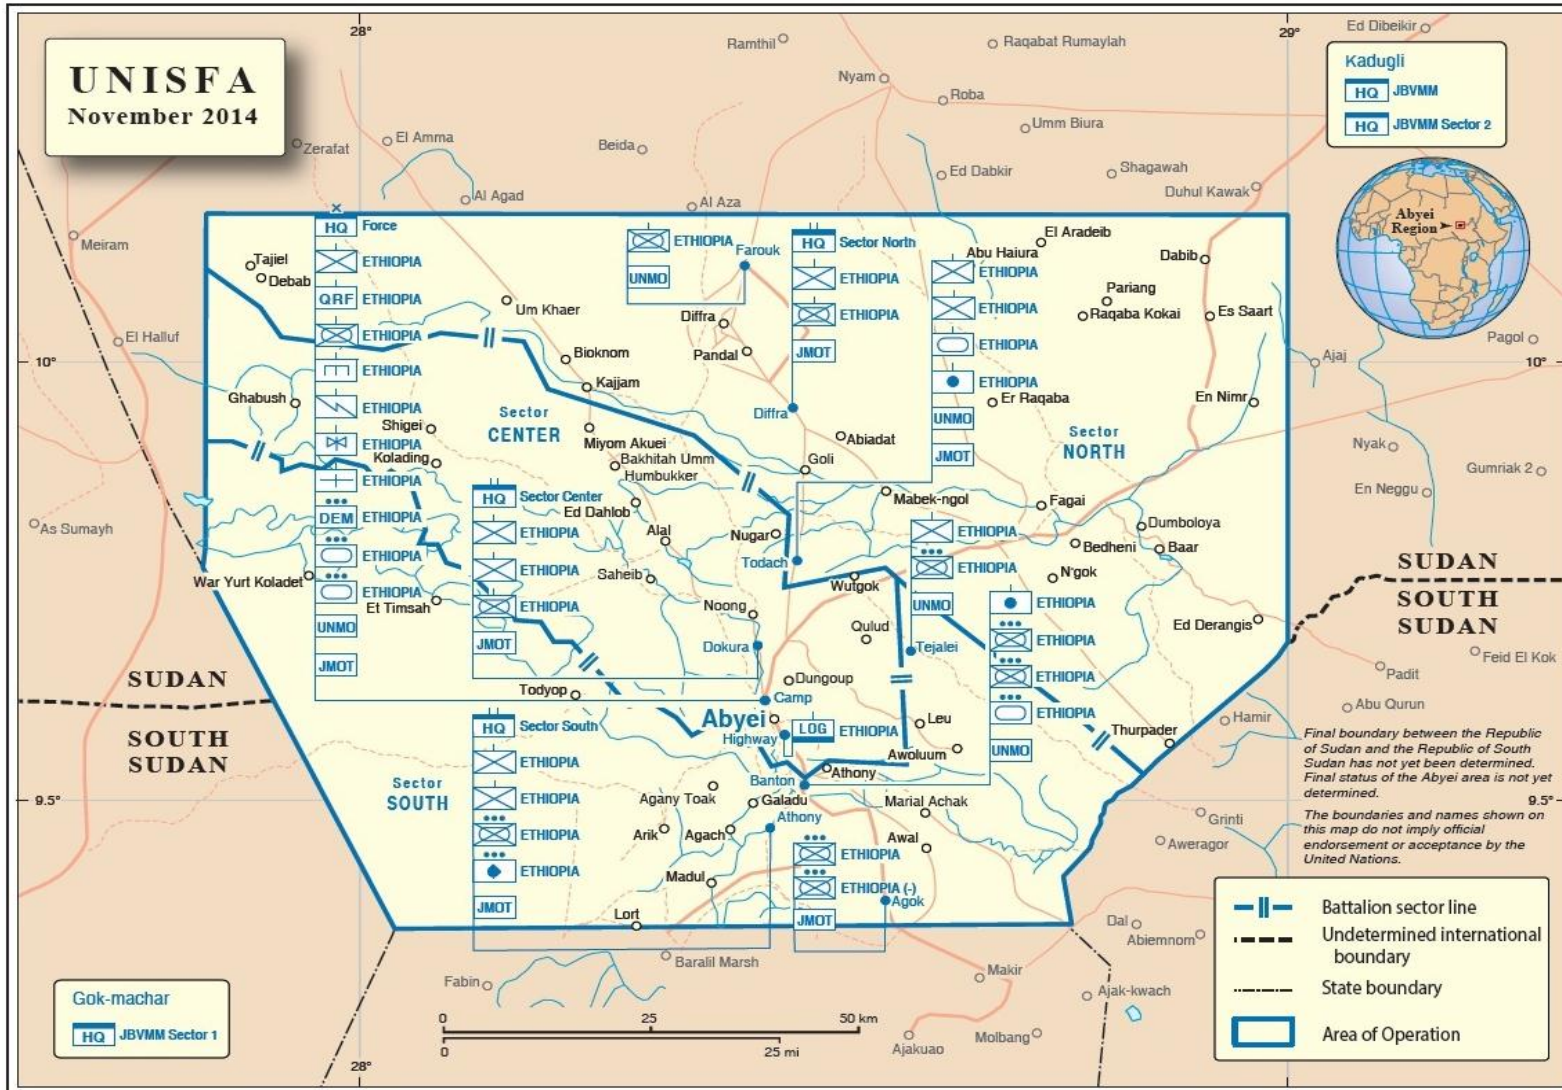 UNISFA
November 2014
28°
29°
Ed Dibeikir
Ramthil
Raqabat Rumaylah
Nyam
Roba
Kadugli
HQ JBVMM
HQ JBVMM Sector 2
Zerafat
El Amma
Beida
Umm Biura
Ed Dabkir
Shagawah
Duhul Kawak
Al Agad
Al Aza
Abyei
Region
Meiram
HQ Force
ETHIOPIA
QRF ETHIOPIA
ETHIOPIA
ETHIOPIA
ETHIOPIA
ETHIOPIA
ETHIOPIA
DEM ETHIOPIA
ETHIOPIA
ETHIOPIA
UNMO
JMOT
ETHIOPIA
UNMO
Farouk
HQ Sector North
ETHIOPIA
ETHIOPIA
JMOT
Diffra
El Aradeib
Abu Haiura
ETHIOPIA
ETHIOPIA
ETHIOPIA
ETHIOPIA
UNMO
JMOT
Dabib
Tajiel
Debab
Um Khaer
Diffra
Pandal
Pariang
Raqaba Kokai
Es Saart
El Halluf
Pagol
Ajaj
10°
10°
Bioknom
Kajjam
Ghabush
Shigei
Kolading
Sector
CENTER
Miyom Akuei
Bakhitah Umm
Humbukker
Er Raqaba
En Nimr
Abiadat
Sector
NORTH
Goli
Nyak
Gumriak 2
En Neggu
HQ Sector Center
ETHIOPIA
ETHIOPIA
ETHIOPIA
JMOT
Ed Dahlob
Alal
Nugar
Mabek-ngol
Fagai
Dumboloya
As Sumayh
Bedheni
Baar
ETHIOPIA
ETHIOPIA
UNMO
Todach
War Yurt Koladet
Et Timsah
Saheib
Noong
Wutgok
N'gok
Qulud
ETHIOPIA
ETHIOPIA
ETHIOPIA
ETHIOPIA
UNMO
SUDAN
SOUTH
SUDAN
Ed Derangis
Dokura
Tejalei
Feid El Kok
Padit
SUDAN
SOUTH
SUDAN
Todyop
Dungoup
Camp
Abyei
Highway
LOG ETHIOPIA
Leu
Awoluum
Thurpader
Hamir
Abu Qurun
HQ Sector South
ETHIOPIA
ETHIOPIA
ETHIOPIA
ETHIOPIA
JMOT
Sector
SOUTH
Banton
Athony
Agany Toak
Galadu
Athony
Marial Achak
Arik
Agach
Awal
Madul
Lort
ETHIOPIA
ETHIOPIA (-)
JMOT
Agok
Final boundary between the Republic
of Sudan and the Republic of South
Sudan has not yet been determined.
Final status of the Abyei area is not yet
determined.
9.5°
9.5°
The boundaries and names shown on
this map do not imply official
endorsement or acceptance by the
United Nations.
Grinti
Aweragor
Dal
Abiemnom
Baralil Marsh
Fabin
Makir
Ajak-kwach
Molbang
Ajakuao
Gok-machar
HQ JBVMM Sector 1
0 25 50 km
0 25 mi
28°
Battalion sector line
Undetermined international
boundary
State boundary
Area of Operation